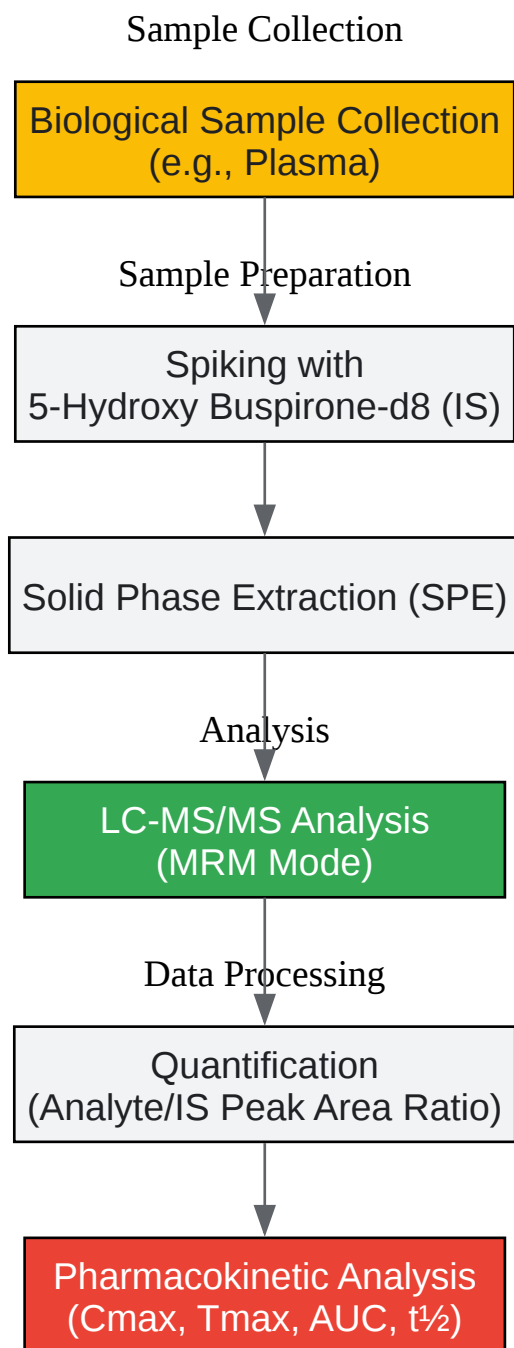 Sample Collection
Biological Sample Collection
(e.g., Plasma)
Sample Preparation
Spiking with
5-Hydroxy Buspirone-d8 (IS)
Solid Phase Extraction (SPE)
Analysis
LC-MS/MS Analysis
(MRM Mode)
Data Processing
Quantification
(Analyte/IS Peak Area Ratio)
Pharmacokinetic Analysis
(Cmax, Tmax, AUC, t½)